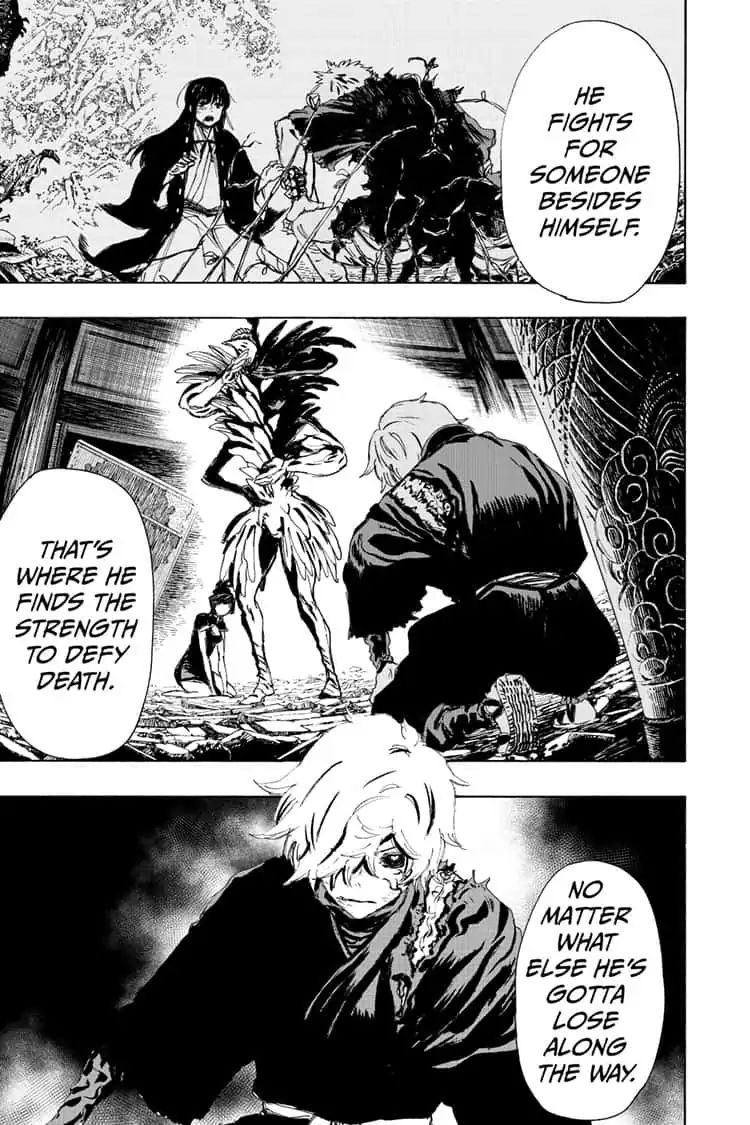 HE
FIGHTS
FOR
SOMEONE
BESIDES
HIMSELF.
THAT'S
WHERE HE
FINDS THE
STRENGTH
TO DEFY
DEATH.
NO
MATTER
WHAT
ELSE HE'S
GOTTA
LOSE
ALONG
THE WAY.